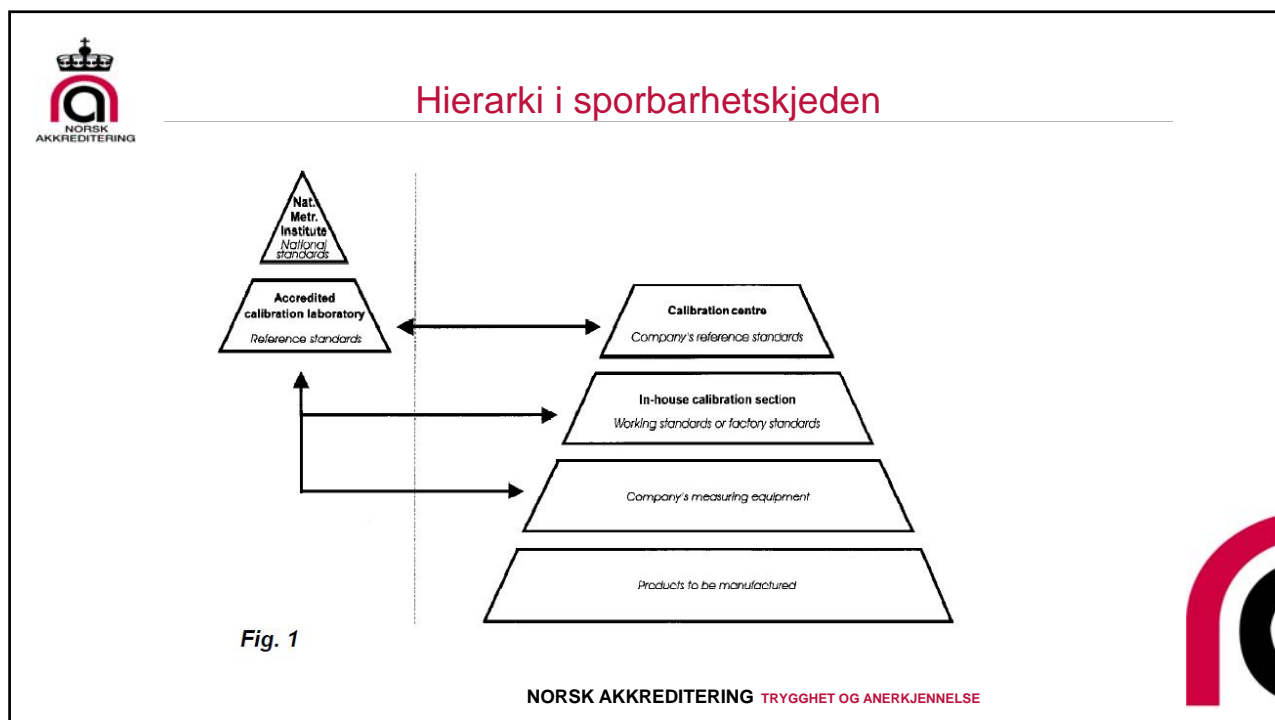 NORSK
AKKREDITERING
Hierarki i sporbarhetskjeden
Nat.
Metr.
Institute
National
standards
Accredited
calibration laboratory
Reference standards
Calibration centre
Company's reference standards
In-house calibration section
Working standards or factory standards
Company's measuring equipment
Products to be manufactured
Fig. 1
NORSK AKKREDITERING TRYGGHET OG ANERKJENNELSE